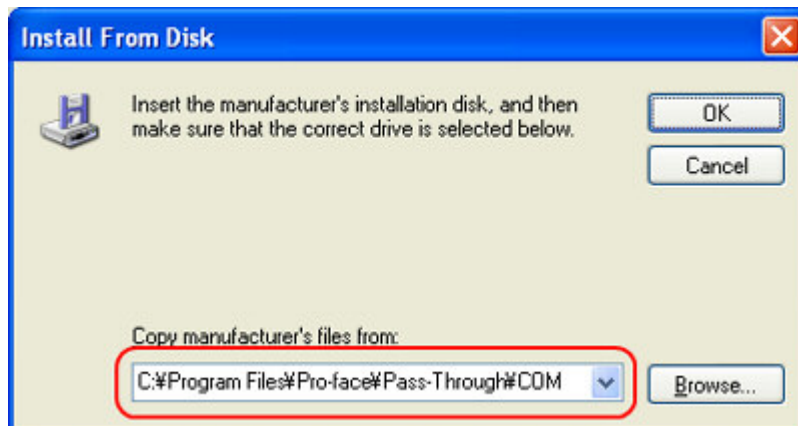 Install From Disk
Insert the manufacturer's installation disk, and then
make sure that the correct drive is selected below.
OK
Cancel
Copy manufacturer's files from:
C:¥Program Files¥Pro-face¥Pass-Through¥COM
Browse...